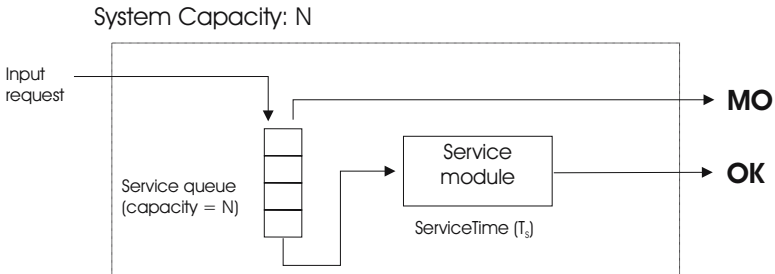 System Capacity: N
Input
request
MO
Service
module
OK
Service queue
(capacity = N)
ServiceTime (Ts)